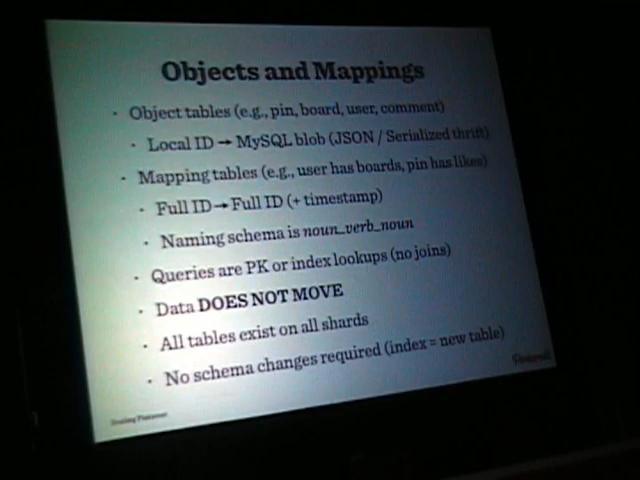 Objects and Mappings
· Object tables (e.g., pin, board, user, comment)
· Local ID → MySQL blob (JSON / Serialized thrift)
· Mapping tables (e.g., user has boards, pin has likes)
· Full ID → Full ID (+ timestamp)
· Naming schema is noun_verb_noun
· Queries are PK or index lookups (no joins)
· Data DOES NOT MOVE
· All tables exist on all shards
· No schema changes required (index = new table)
Scaling Pinterest
Pinterest